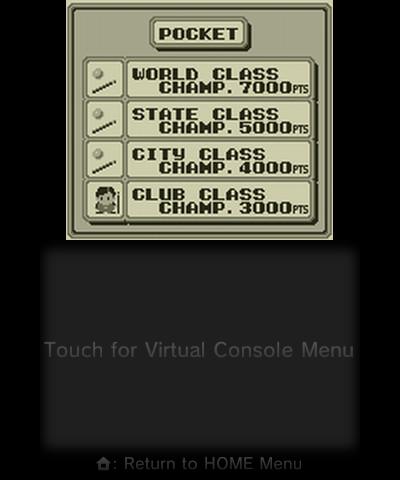 POCKET
WORLD CLASS
CHAMP. 7000PTS
STATE CLASS
CHAMP. 5000PTS
CITY CLASS
CHAMP. 4000PTS
CLUB CLASS
CHAMP. 3000PTS
Touch for Virtual Console Menu
: Return to HOME Menu